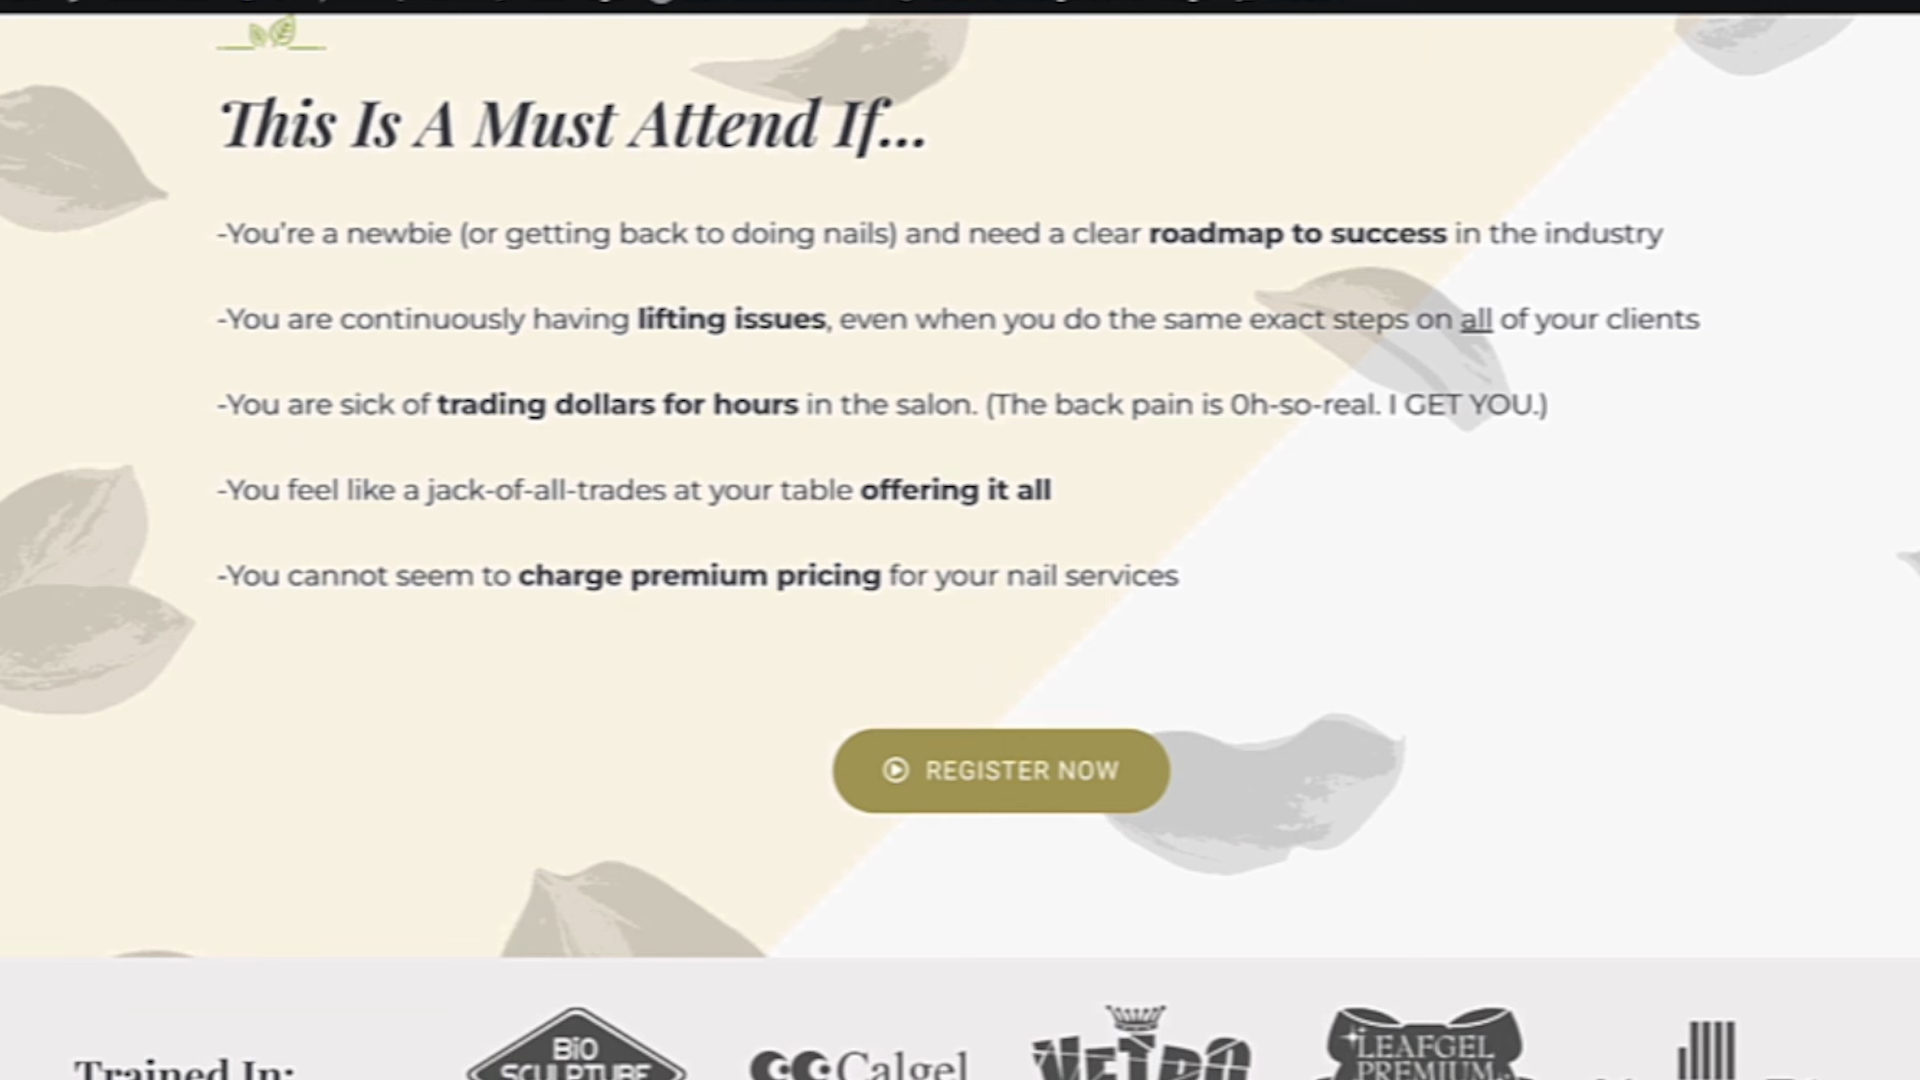 This Is A Must Attend If...
-You're a newbie (or getting back to doing nails) and need a clear roadmap to success in the industry
-You are continuously having lifting issues, even when you do the same exact steps on all of your clients
-You are sick of trading dollars for hours in the salon. (The back pain is 0h-so-real. I GET YOU.)
-You feel like a jack-of-all-trades at your table offering it all
-You cannot seem to charge premium pricing for your nail services
REGISTER NOW
Trained In:
BiO SCULPTURE
Calgel
VETRO
LEAFGEL PREMIUM